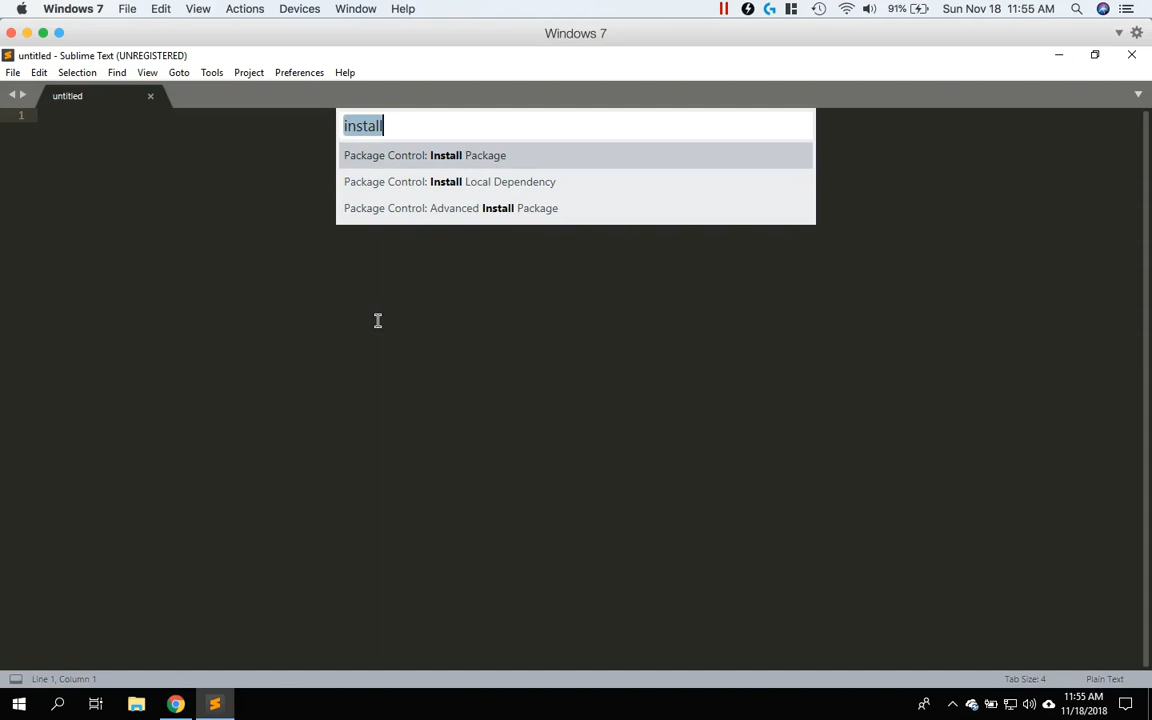 Windows 7 File Edit View Actions Devices Window Help 91% Sun Nov 18 11:55 AM
Windows 7
untitled - Sublime Text (UNREGISTERED)
File Edit Selection Find View Goto Tools Project Preferences Help
untitled
1
install
Package Control: Install Package
Package Control: Install Local Dependency
Package Control: Advanced Install Package
Line 1, Column 1 Tab Size: 4 Plain Text
11:55 AM
11/18/2018